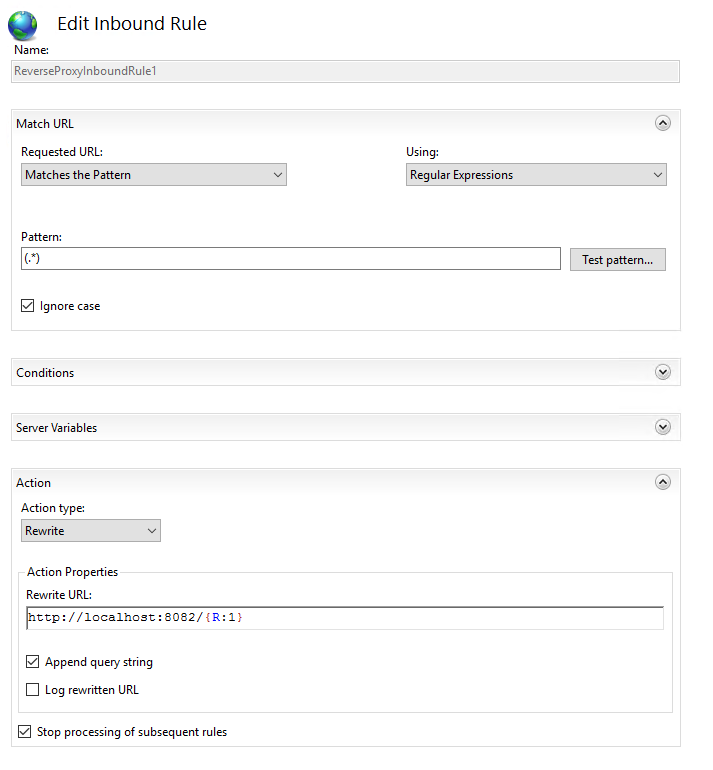 Edit Inbound Rule
Name:
ReverseProxyInboundRule1
Match URL
Requested URL: Using:
Matches the Pattern Regular Expressions
Pattern:
(.*) Test pattern...
Ignore case
Conditions
Server Variables
Action
Action type:
Rewrite
Action Properties
Rewrite URL:
http://localhost:8082/{R:1}
Append query string
Log rewritten URL
Stop processing of subsequent rules